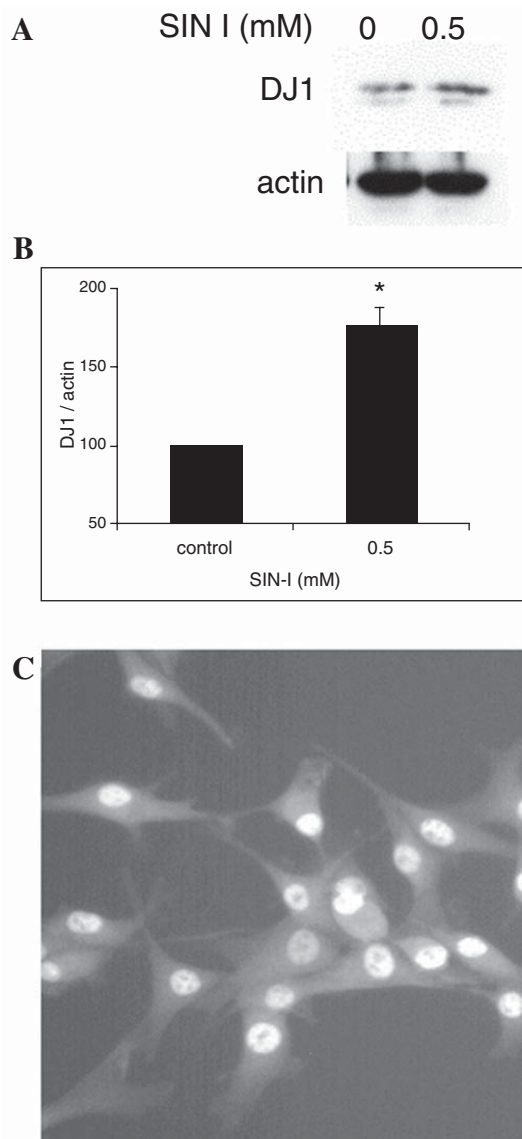 A
SIN I (mM) 0 0.5
DJ1
actin
B
200
150
100
50
DJ1 / actin
*
control 0.5
SIN-I (mM)
C